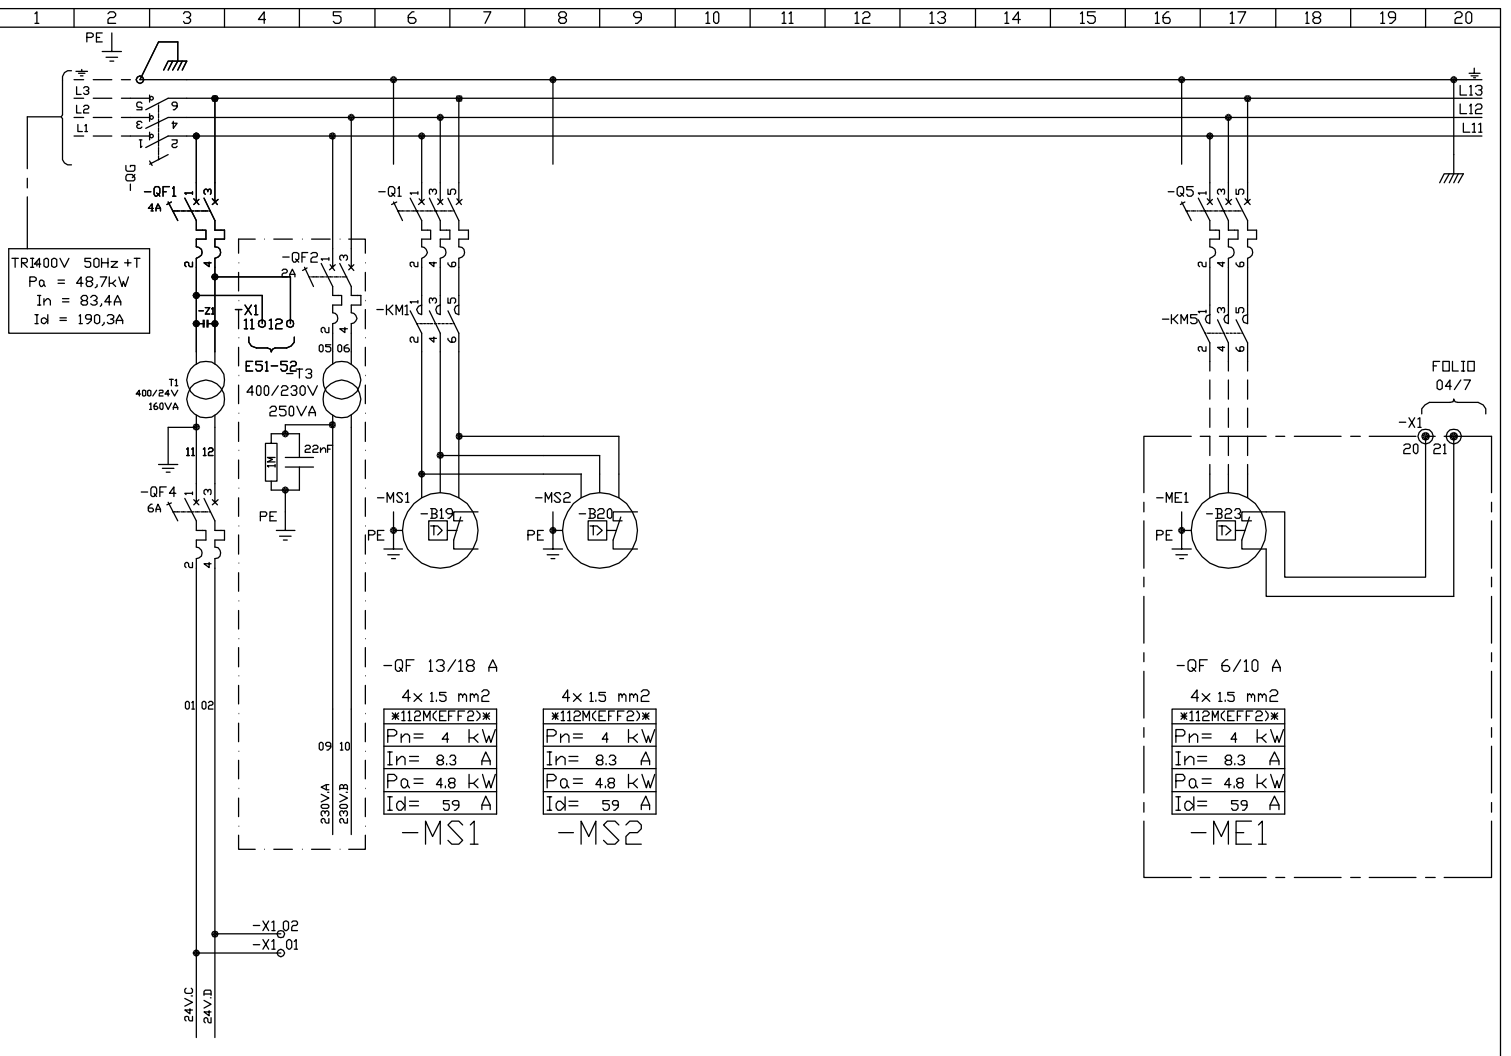 1 2 3 4 5 6 7 8 9 10 11 12 13 14 15 16 17 18 19 20
PE
L3
L2
L1
5 6
3 4
1 2
-QG
L13
L12
L11
-QF1
4A
1 3
2 4
-Q1
1 3 5
2 4 6
-Q5
1 3 5
2 4 6
TRI400V 50Hz +T
Pa = 48,7kW
In = 83,4A
Id = 190,3A
-QF2
2A
1 3
2 4
05 06
-Z1
-X1
11 12
E51-52
-KM1
1 3 5
2 4 6
-KM5
1 3 5
2 4 6
T1
400/24V
160VA
-T3
400/230V
250VA
FOLIO
04/7
-X1
20 21
11 12
1M
22nF
PE
-QF4
6A
1 3
2 4
-MS1
-B19
T>
PE
-MS2
-B20
T>
PE
-ME1
-B23
T>
PE
01 02
09 10
230V.A
230V.B
-QF 13/18 A
4x 1.5 mm2
*112M(EFF2)*
Pn= 4 kW
In= 8.3 A
Pa= 4.8 kW
Id= 59 A
-MS1
4x 1.5 mm2
*112M(EFF2)*
Pn= 4 kW
In= 8.3 A
Pa= 4.8 kW
Id= 59 A
-MS2
-QF 6/10 A
4x 1.5 mm2
*112M(EFF2)*
Pn= 4 kW
In= 8.3 A
Pa= 4.8 kW
Id= 59 A
-ME1
-X1 02
-X1 01
24V.C
24V.D